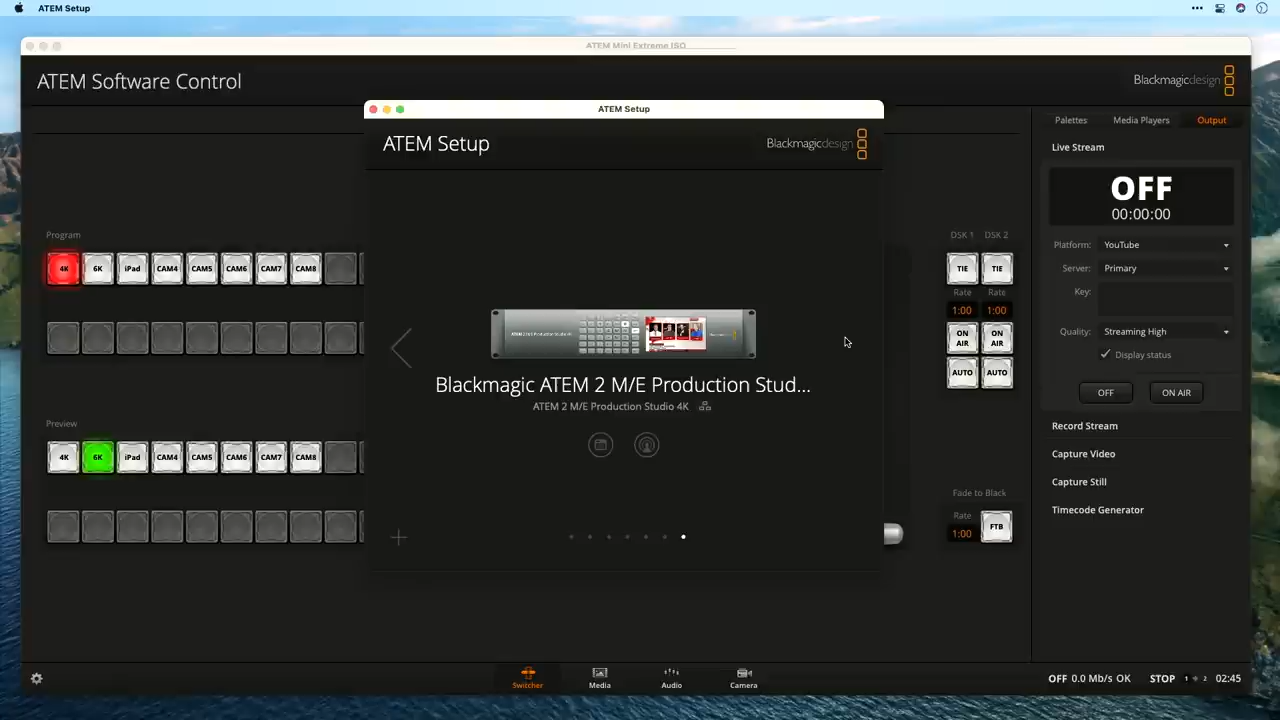 ATEM Setup
ATEM Mini Extreme ISO
ATEM Software Control
Blackmagicdesign
ATEM Setup
ATEM Setup
Blackmagicdesign
Palettes
Media Players
Output
Live Stream
OFF
00:00:00
Platform:
YouTube
Server:
Primary
Key:
Quality:
Streaming High
Display status
OFF
ON AIR
Record Stream
Capture Video
Capture Still
Timecode Generator
Program
4K
6K
iPad
CAM4
CAM5
CAM6
CAM7
CAM8
Preview
4K
6K
iPad
CAM4
CAM5
CAM6
CAM7
CAM8
Blackmagic ATEM 2 M/E Production Stud...
ATEM 2 M/E Production Studio 4K
DSK 1
DSK 2
TIE
TIE
Rate
Rate
1:00
1:00
ON AIR
ON AIR
AUTO
AUTO
Fade to Black
Rate
1:00
FTB
Switcher
Media
Audio
Camera
OFF 0.0 Mb/s OK
STOP
1
2
02:45